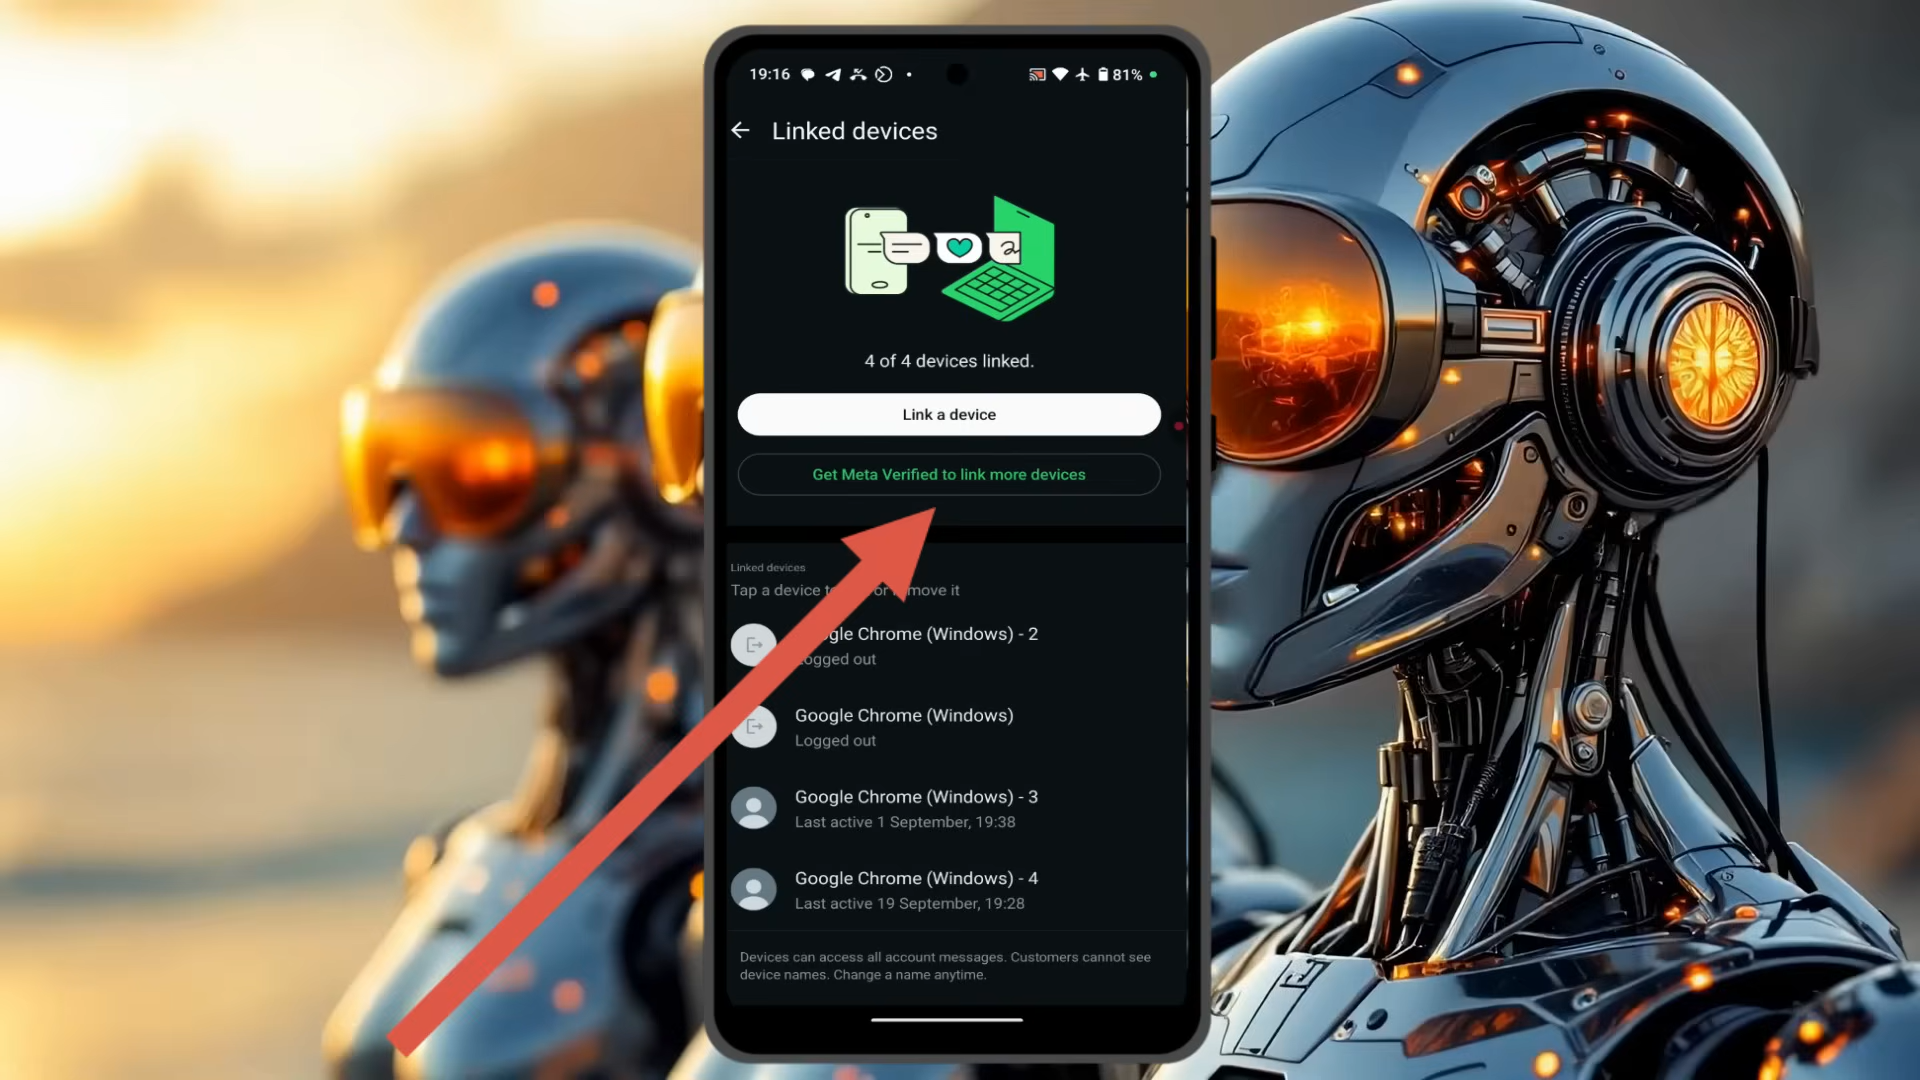 19:16
81%
Linked devices
4 of 4 devices linked.
Link a device
Get Meta Verified to link more devices
Linked devices
Tap a device to or move it
gle Chrome (Windows) - 2
ogged out
Google Chrome (Windows)
Logged out
Google Chrome (Windows) - 3
Last active 1 September, 19:38
Google Chrome (Windows) - 4
Last active 19 September, 19:28
Devices can access all account messages. Customers cannot see
device names. Change a name anytime.